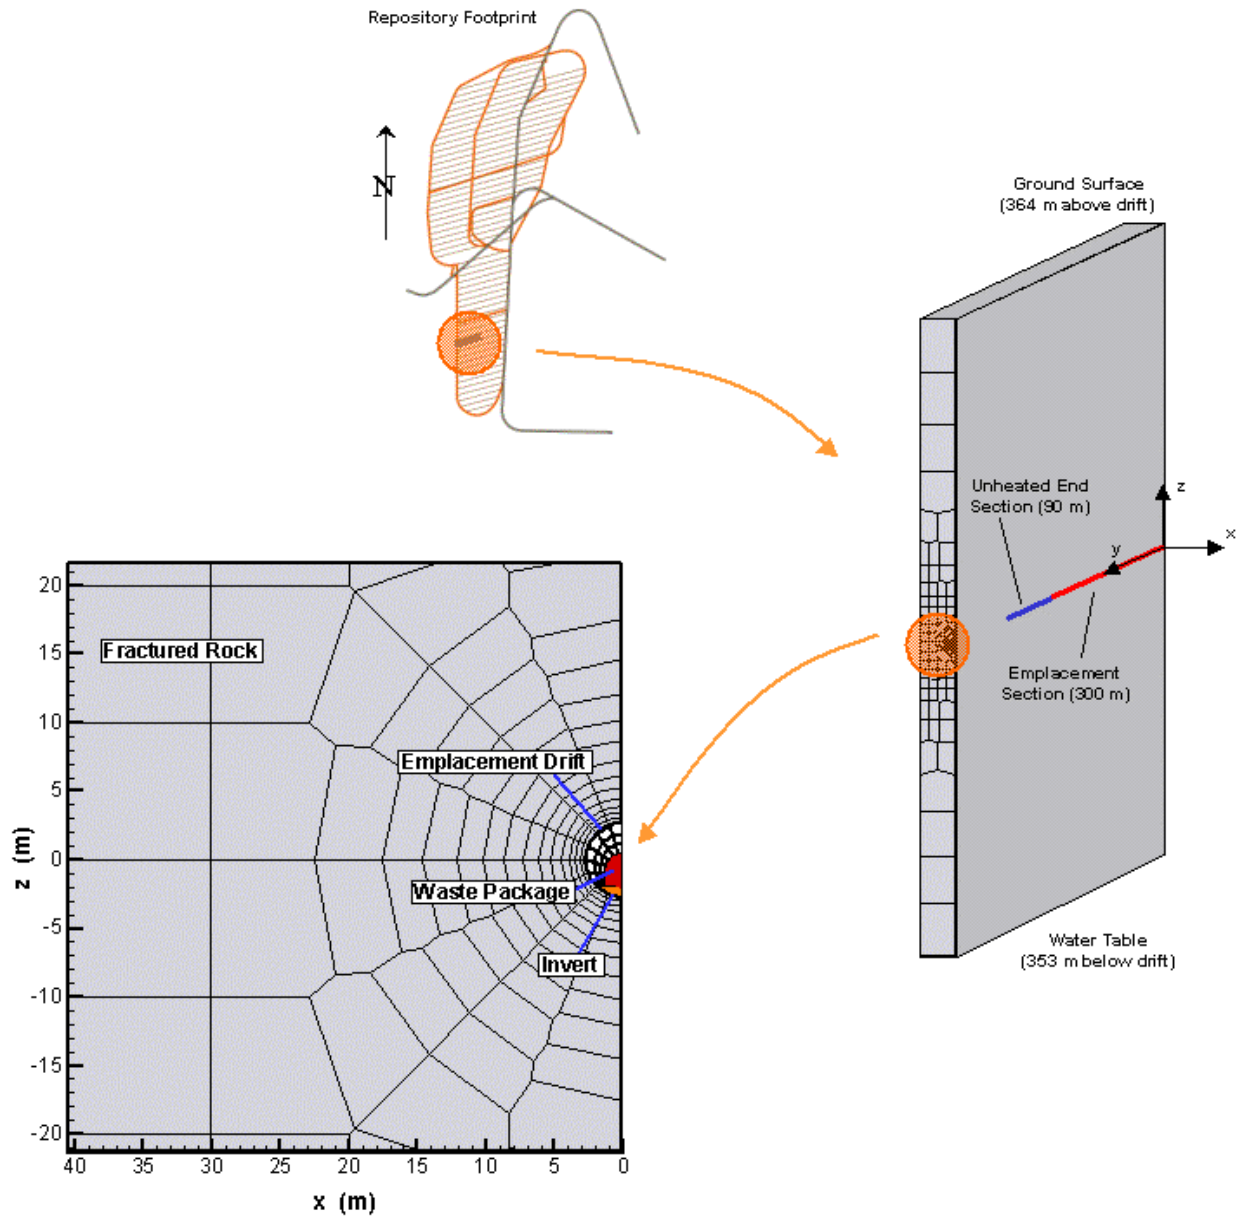 Repository Footprint
N
Ground Surface
(364 m above drift)
Unheated End
Section (90 m)
z
x
y
Emplacement
Section (300 m)
Water Table
(353 m below drift)
Fractured Rock
Emplacement Drift
Waste Package
Invert
z (m)
20
15
10
5
0
-5
-10
-15
-20
40 35 30 25 20 15 10 5 0
x (m)